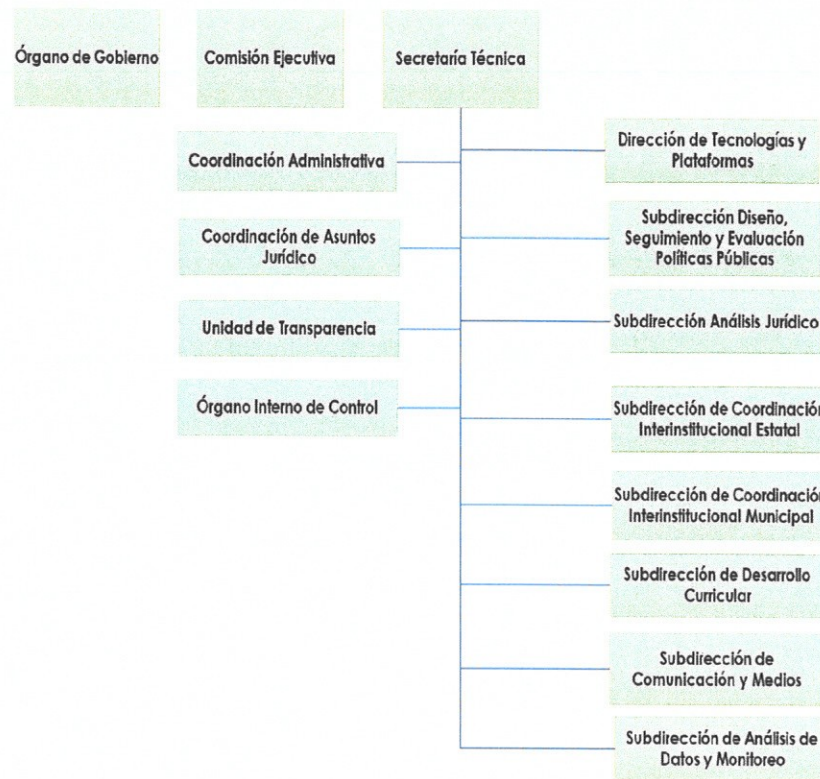 Órgano de Gobierno
Comisión Ejecutiva
Secretaría Técnica
Coordinación Administrativa
Coordinación de Asuntos
Jurídico
Unidad de Transparencia
Órgano Interno de Control
Dirección de Tecnologías y
Plataformas
Subdirección Diseño,
Seguimiento y Evaluación
Políticas Públicas
Subdirección Análisis Jurídico
Subdirección de Coordinación
Interinstitucional Estatal
Subdirección de Coordinación
Interinstitucional Municipal
Subdirección de Desarrollo
Curricular
Subdirección de
Comunicación y Medios
Subdirección de Análisis de
Datos y Monitoreo